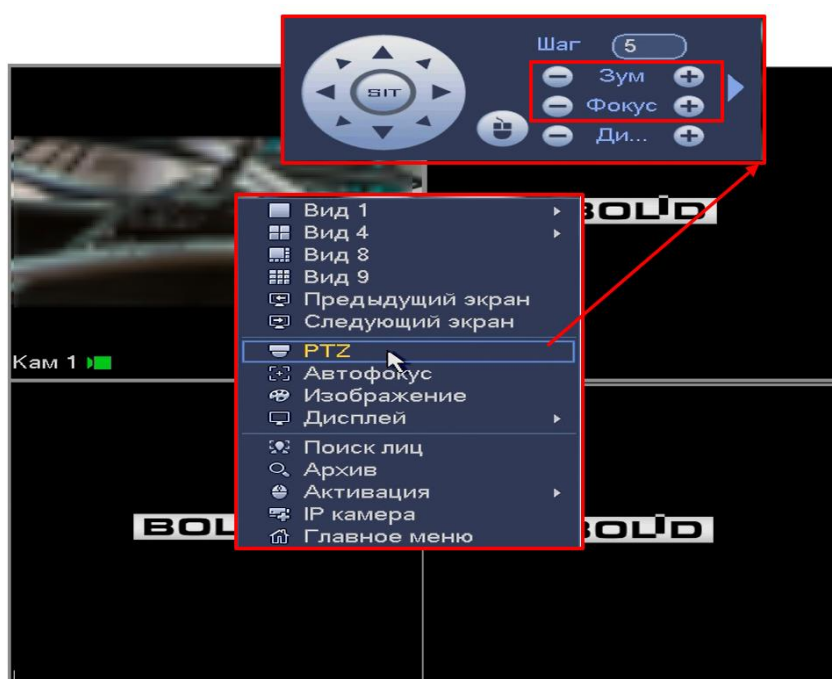 Шаг 5
SIT
Зум
Фокус
Ди...
Вид 1
Вид 4
Вид 8
Вид 9
Предыдущий экран
Следующий экран
PTZ
Автофокус
Изображение
Дисплей
Поиск лиц
Архив
Активация
IP камера
Главное меню
Кам 1
BOLID
BOL
BOLID